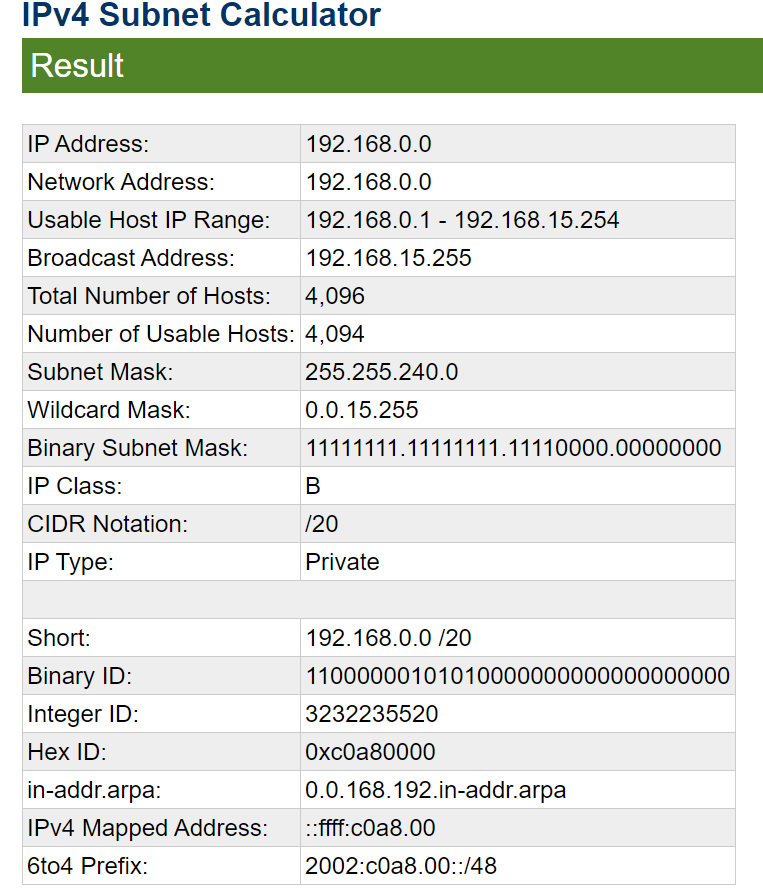 IPv4 Subnet Calculator
Result
IP Address: 192.168.0.0
Network Address: 192.168.0.0
Usable Host IP Range: 192.168.0.1 - 192.168.15.254
Broadcast Address: 192.168.15.255
Total Number of Hosts: 4,096
Number of Usable Hosts: 4,094
Subnet Mask: 255.255.240.0
Wildcard Mask: 0.0.15.255
Binary Subnet Mask: 11111111.11111111.11110000.00000000
IP Class: B
CIDR Notation: /20
IP Type: Private
Short: 192.168.0.0 /20
Binary ID: 11000000101010000000000000000000
Integer ID: 3232235520
Hex ID: 0xc0a80000
in-addr.arpa: 0.0.168.192.in-addr.arpa
IPv4 Mapped Address: ::ffff:c0a8.00
6to4 Prefix: 2002:c0a8.00::/48